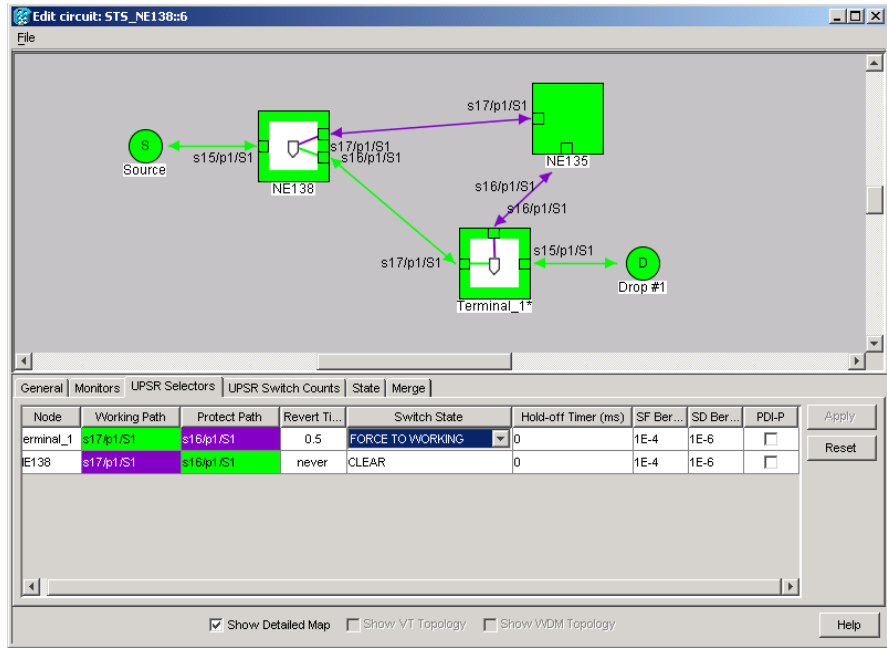 Edit circuit: STS_NE138::6
File
s17/p1/S1
S
Source
s15/p1/S1
s17/p1/S1
s16/p1/S1
NE138
NE135
s16/p1/S1
s16/p1/S1
s17/p1/S1
s15/p1/S1
D
Drop #1
Terminal_1*
General Monitors UPSR Selectors UPSR Switch Counts State Merge
Node Working Path Protect Path Revert Ti... Switch State Hold-off Timer (ms) SF Ber... SD Ber... PDI-P
erminal_1 s17/p1/S1 s16/p1/S1 0.5 FORCE TO WORKING 0 1E-4 1E-6
IE138 s17/p1/S1 s16/p1/S1 never CLEAR 0 1E-4 1E-6
Apply
Reset
Show Detailed Map Show VT Topology Show WDM Topology
Help